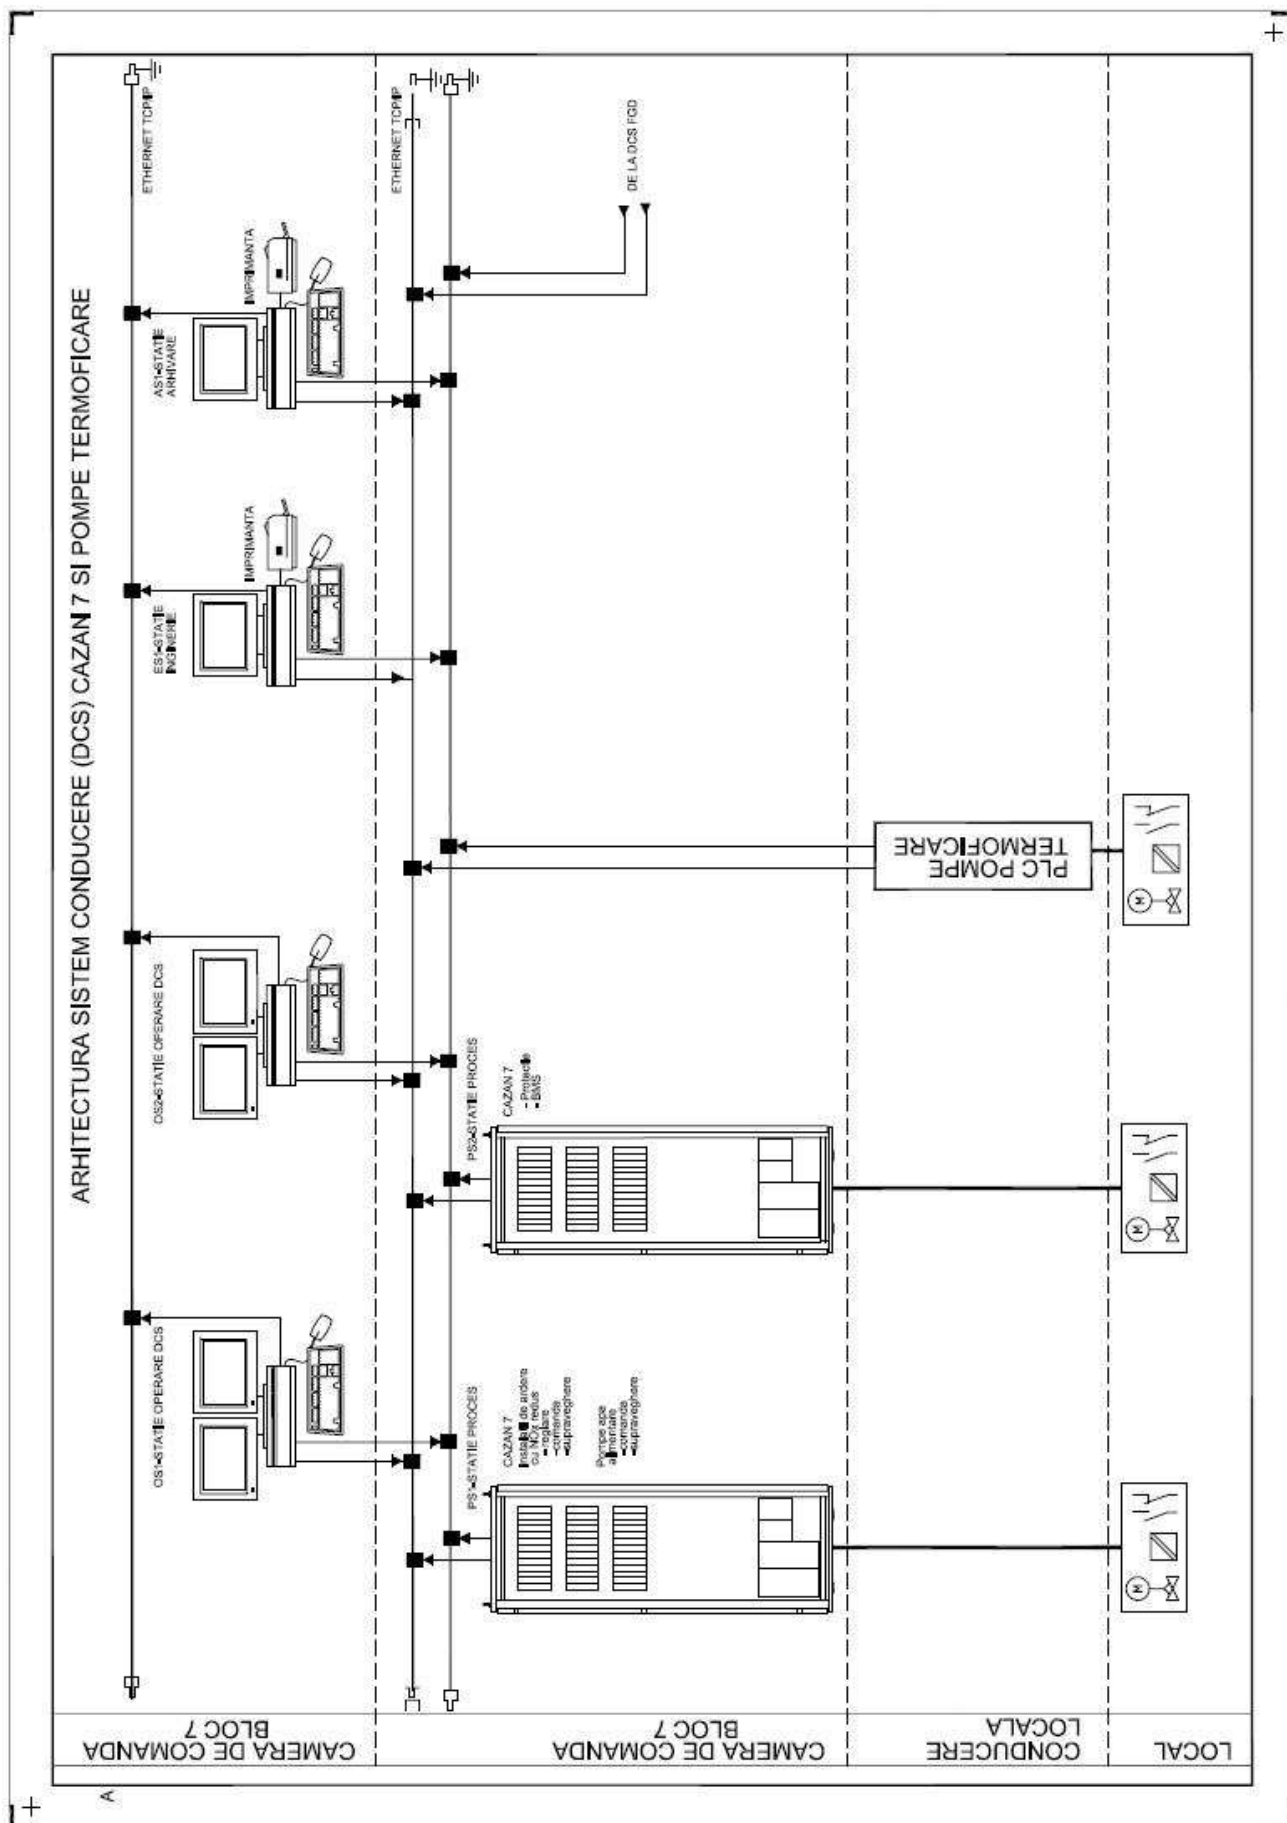 ARHITECTURA SISTEM CONDUCERE (DCS) CAZAN 7 SI POMPE TERMOFICARE
CAMERA DE COMANDA
BLOC 7
OS1-STATIE OPERARE DCS
OS2-STATIE OPERARE DCS
ES1-STATIE
INGINERIE
IMPRIMANTA
AS1-STATIE
ARHIVARE
IMPRIMANTA
ETHERNET TCP/IP
ETHERNET TCP/IP
CAMERA DE COMANDA
BLOC 7
PS1-STATIE PROCES
CAZAN 7
Instalatii de ardere
cu NOx redus
-reglare
-comanda
-supraveghere
Pompe apa
alimentare
-comanda
-supraveghere
PS2-STATIE PROCES
CAZAN 7
- Protectie
- BMS
DE LA DCS FGD
CONDUCERE
LOCALA
PLC POMPE
TERMOFICARE
LOCAL
M
M
M
A